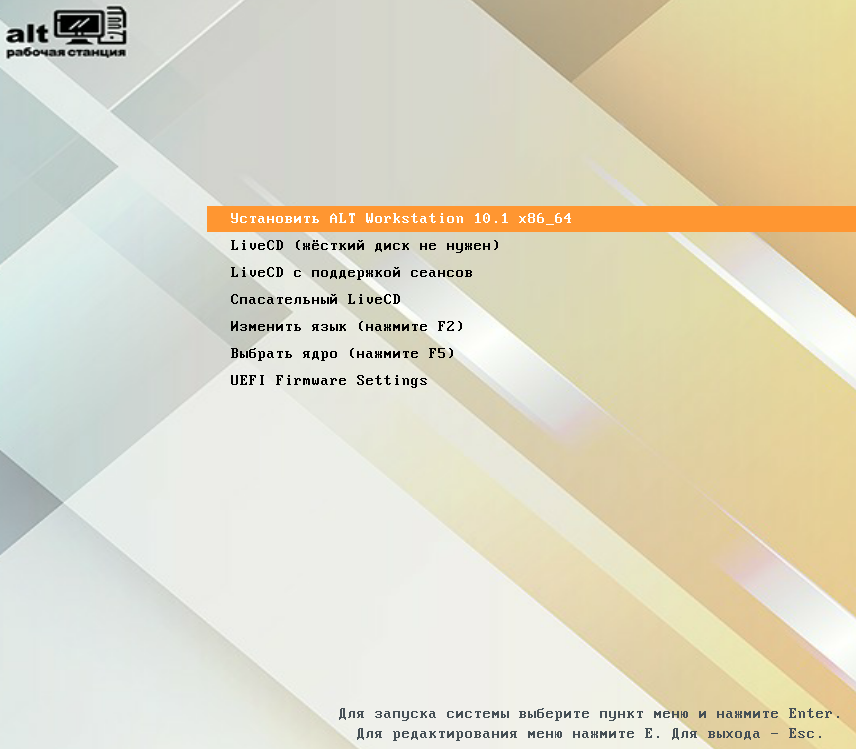 alt
рабочая станция
Установить ALT Workstation 10.1 x86_64
LiveCD (жёсткий диск не нужен)
LiveCD с поддержкой сеансов
Спасательный LiveCD
Изменить язык (нажмите F2)
Выбрать ядро (нажмите F5)
UEFI Firmware Settings
Для запуска системы выберите пункт меню и нажмите Enter.
Для редактирования меню нажмите E. Для выхода - Esc.